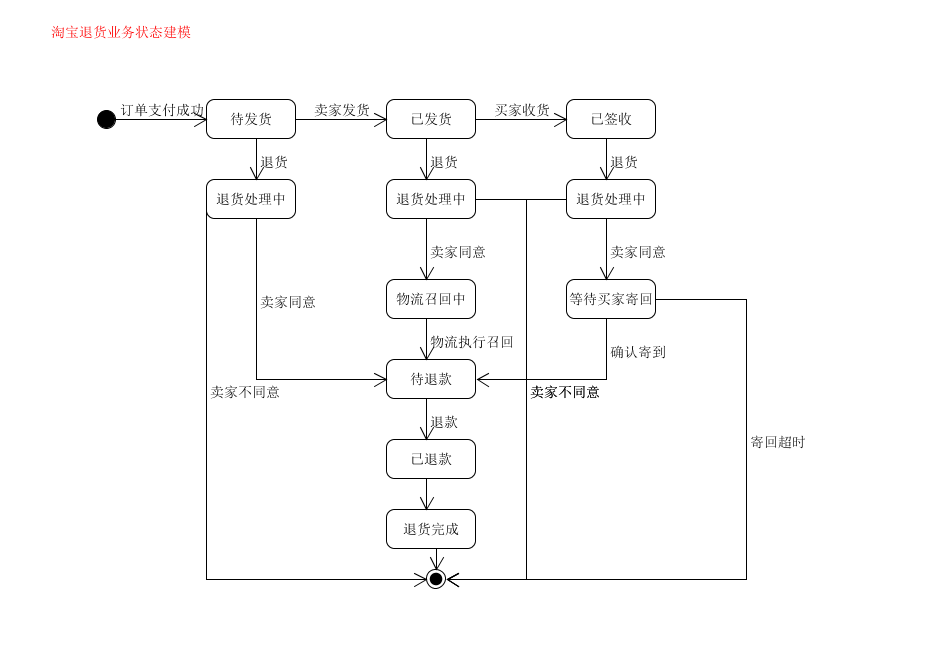 淘宝退货业务状态建模
订单支付成功
待发货
卖家发货
已发货
买家收货
已签收
退货
退货
退货
退货处理中
退货处理中
退货处理中
卖家同意
卖家同意
卖家同意
物流召回中
等待买家寄回
物流执行召回
确认寄到
待退款
卖家不同意
卖家不同意
退款
寄回超时
已退款
退货完成